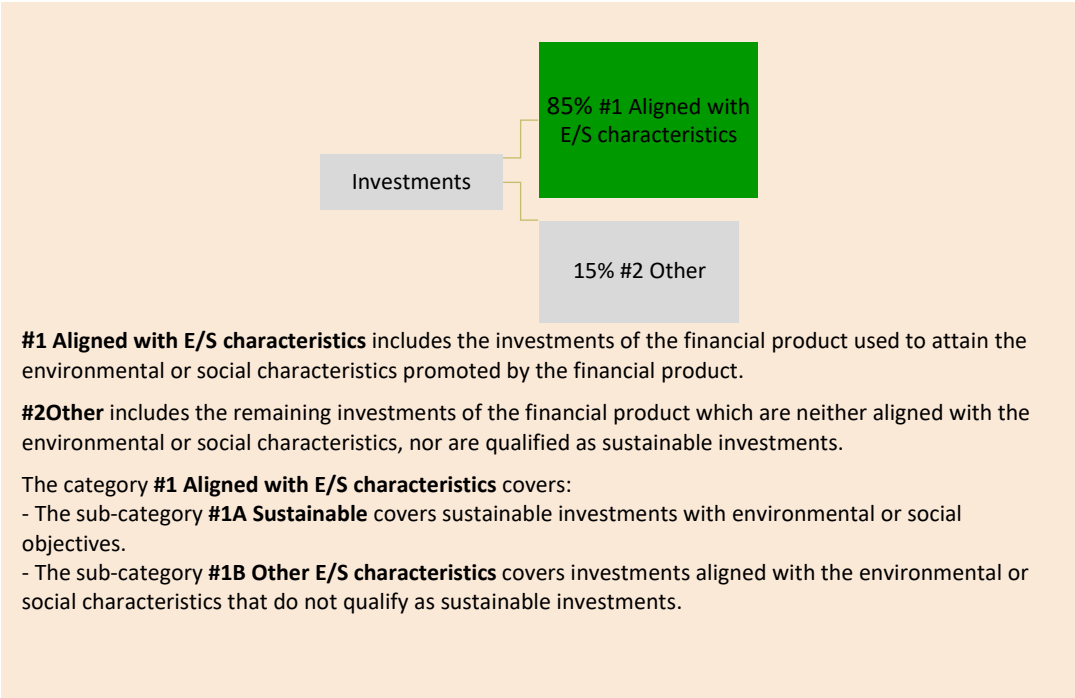 85% #1 Aligned with
E/S characteristics
Investments
15% #2 Other
#1 Aligned with E/S characteristics includes the investments of the financial product used to attain the
environmental or social characteristics promoted by the financial product.
#2Other includes the remaining investments of the financial product which are neither aligned with the
environmental or social characteristics, nor are qualified as sustainable investments.
The category #1 Aligned with E/S characteristics covers:
- The sub-category #1A Sustainable covers sustainable investments with environmental or social
objectives.
- The sub-category #1B Other E/S characteristics covers investments aligned with the environmental or
social characteristics that do not qualify as sustainable investments.